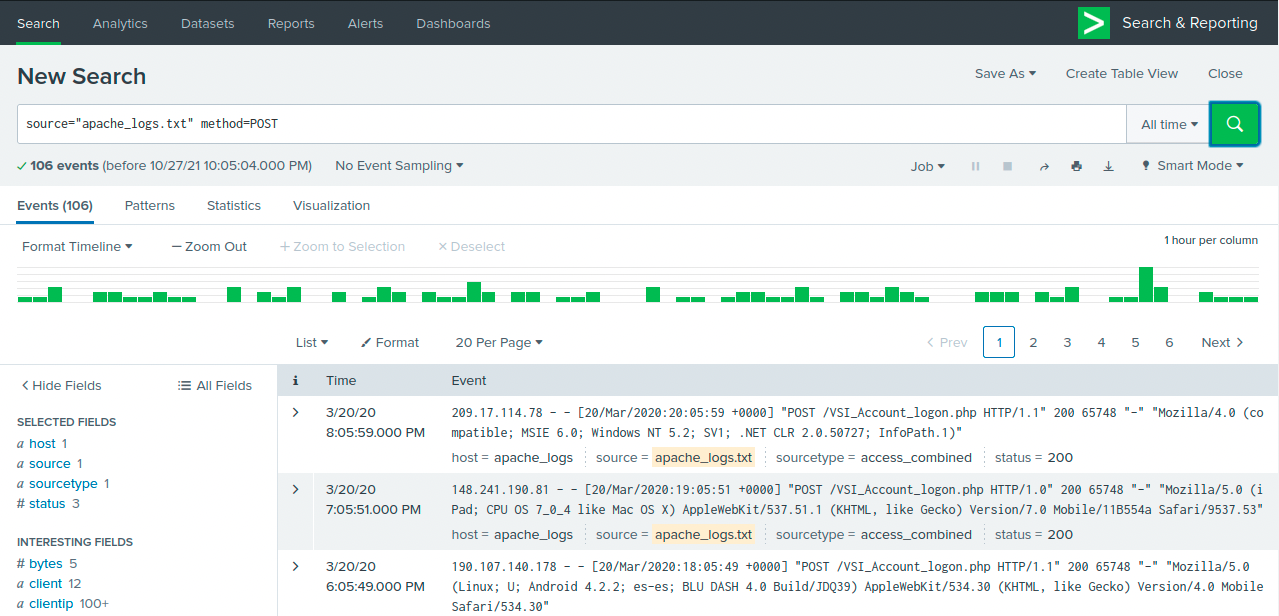 Search Analytics Datasets Reports Alerts Dashboards Search & Reporting
New Search Save As Create Table View Close
source="apache_logs.txt" method=POST All time
106 events (before 10/27/21 10:05:04.000 PM) No Event Sampling Job Smart Mode
Events (106) Patterns Statistics Visualization
Format Timeline — Zoom Out + Zoom to Selection × Deselect 1 hour per column
List Format 20 Per Page < Prev 1 2 3 4 5 6 Next >
< Hide Fields All Fields
SELECTED FIELDS
a host 1
a source 1
a sourcetype 1
# status 3
INTERESTING FIELDS
# bytes 5
a client 12
a clientip 100+
i Time Event
> 3/20/20 209.17.114.78 - - [20/Mar/2020:20:05:59 +0000] "POST /VSI_Account_logon.php HTTP/1.1" 200 65748 "-" "Mozilla/4.0 (co
8:05:59.000 PM mpatible; MSIE 6.0; Windows NT 5.2; SV1; .NET CLR 2.0.50727; InfoPath.1)"
host = apache_logs source = apache_logs.txt sourcetype = access_combined status = 200
> 3/20/20 148.241.190.81 - - [20/Mar/2020:19:05:51 +0000] "POST /VSI_Account_logon.php HTTP/1.0" 200 65748 "-" "Mozilla/5.0 (i
7:05:51.000 PM Pad; CPU OS 7_0_4 like Mac OS X) AppleWebKit/537.51.1 (KHTML, like Gecko) Version/7.0 Mobile/11B554a Safari/9537.53"
host = apache_logs source = apache_logs.txt sourcetype = access_combined status = 200
> 3/20/20 190.107.140.178 - - [20/Mar/2020:18:05:49 +0000] "POST /VSI_Account_logon.php HTTP/1.1" 200 65748 "-" "Mozilla/5.0
6:05:49.000 PM (Linux; U; Android 4.2.2; es-es; BLU DASH 4.0 Build/JDQ39) AppleWebKit/534.30 (KHTML, like Gecko) Version/4.0 Mobile
Safari/534.30"